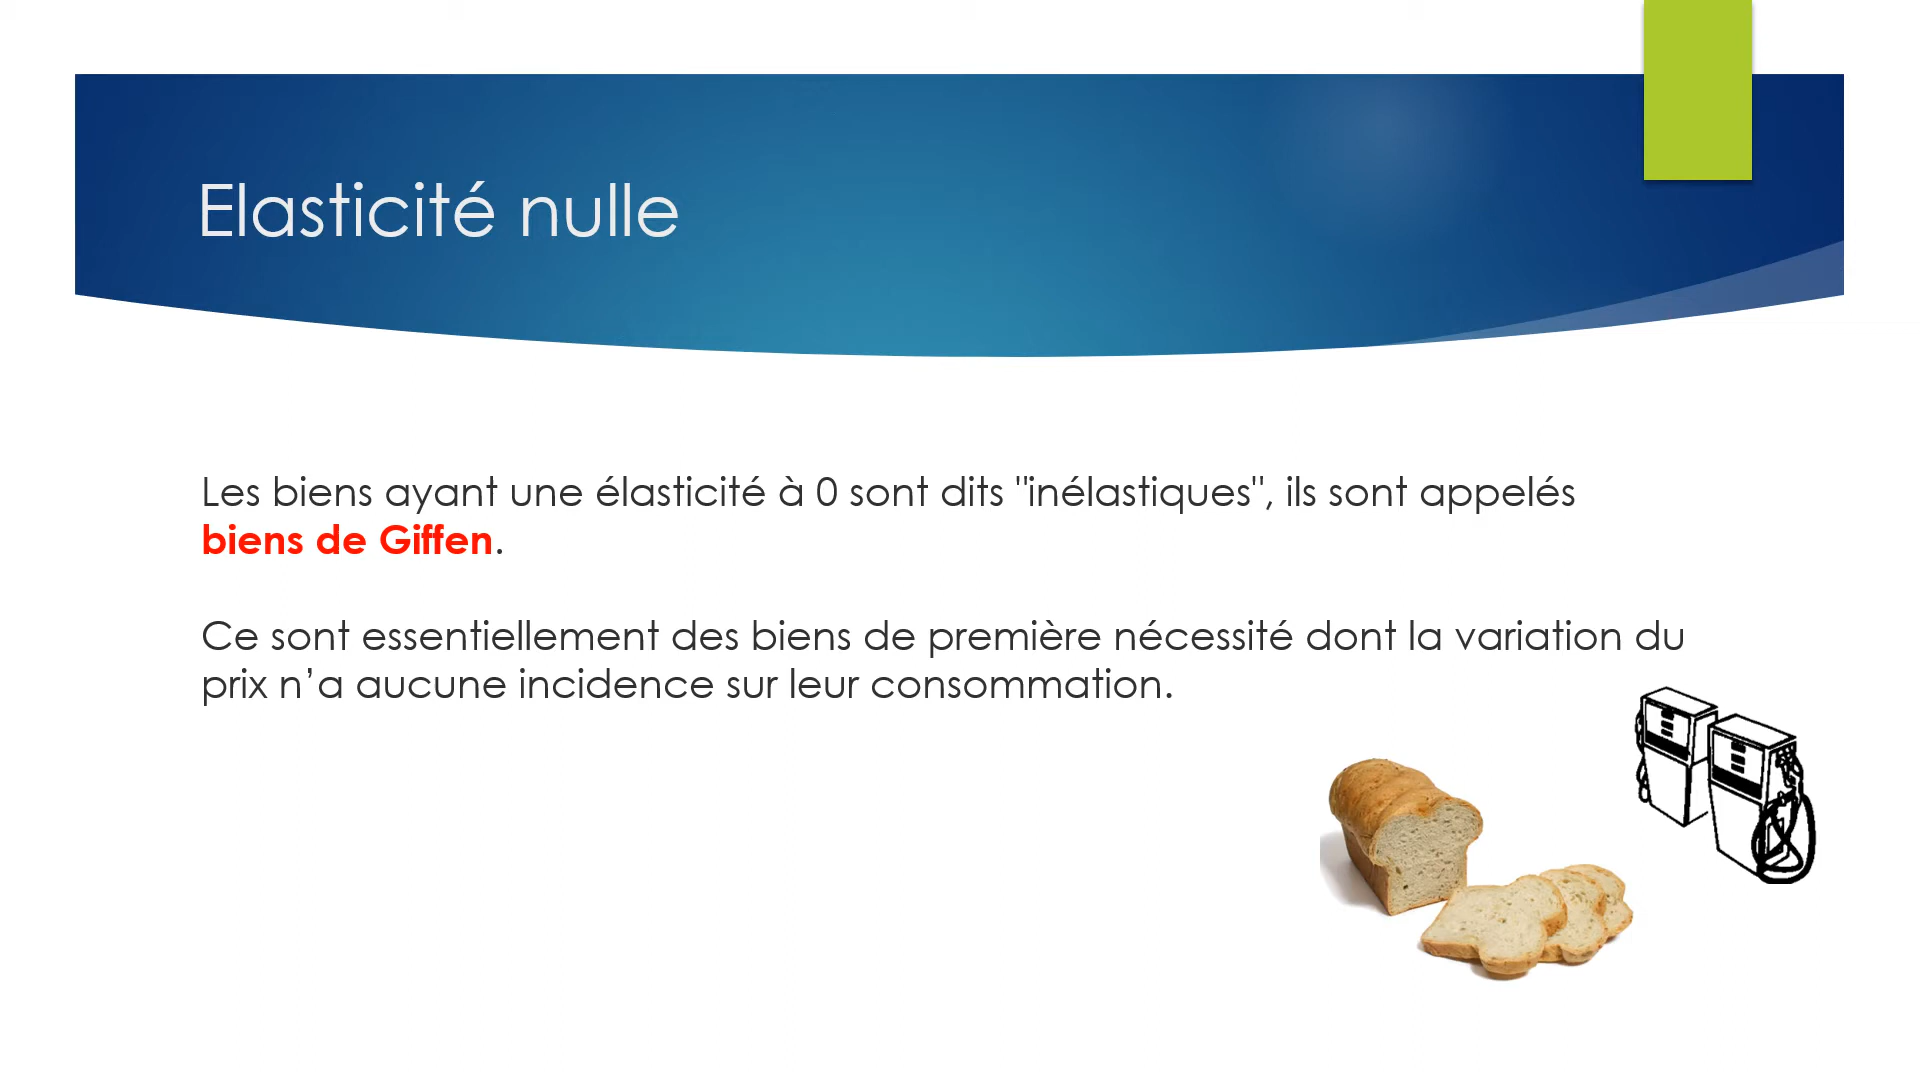 Elasticité nulle
Les biens ayant une élasticité à 0 sont dits "inélastiques", ils sont appelés
biens de Giffen.
Ce sont essentiellement des biens de première nécessité dont la variation du
prix n’a aucune incidence sur leur consommation.